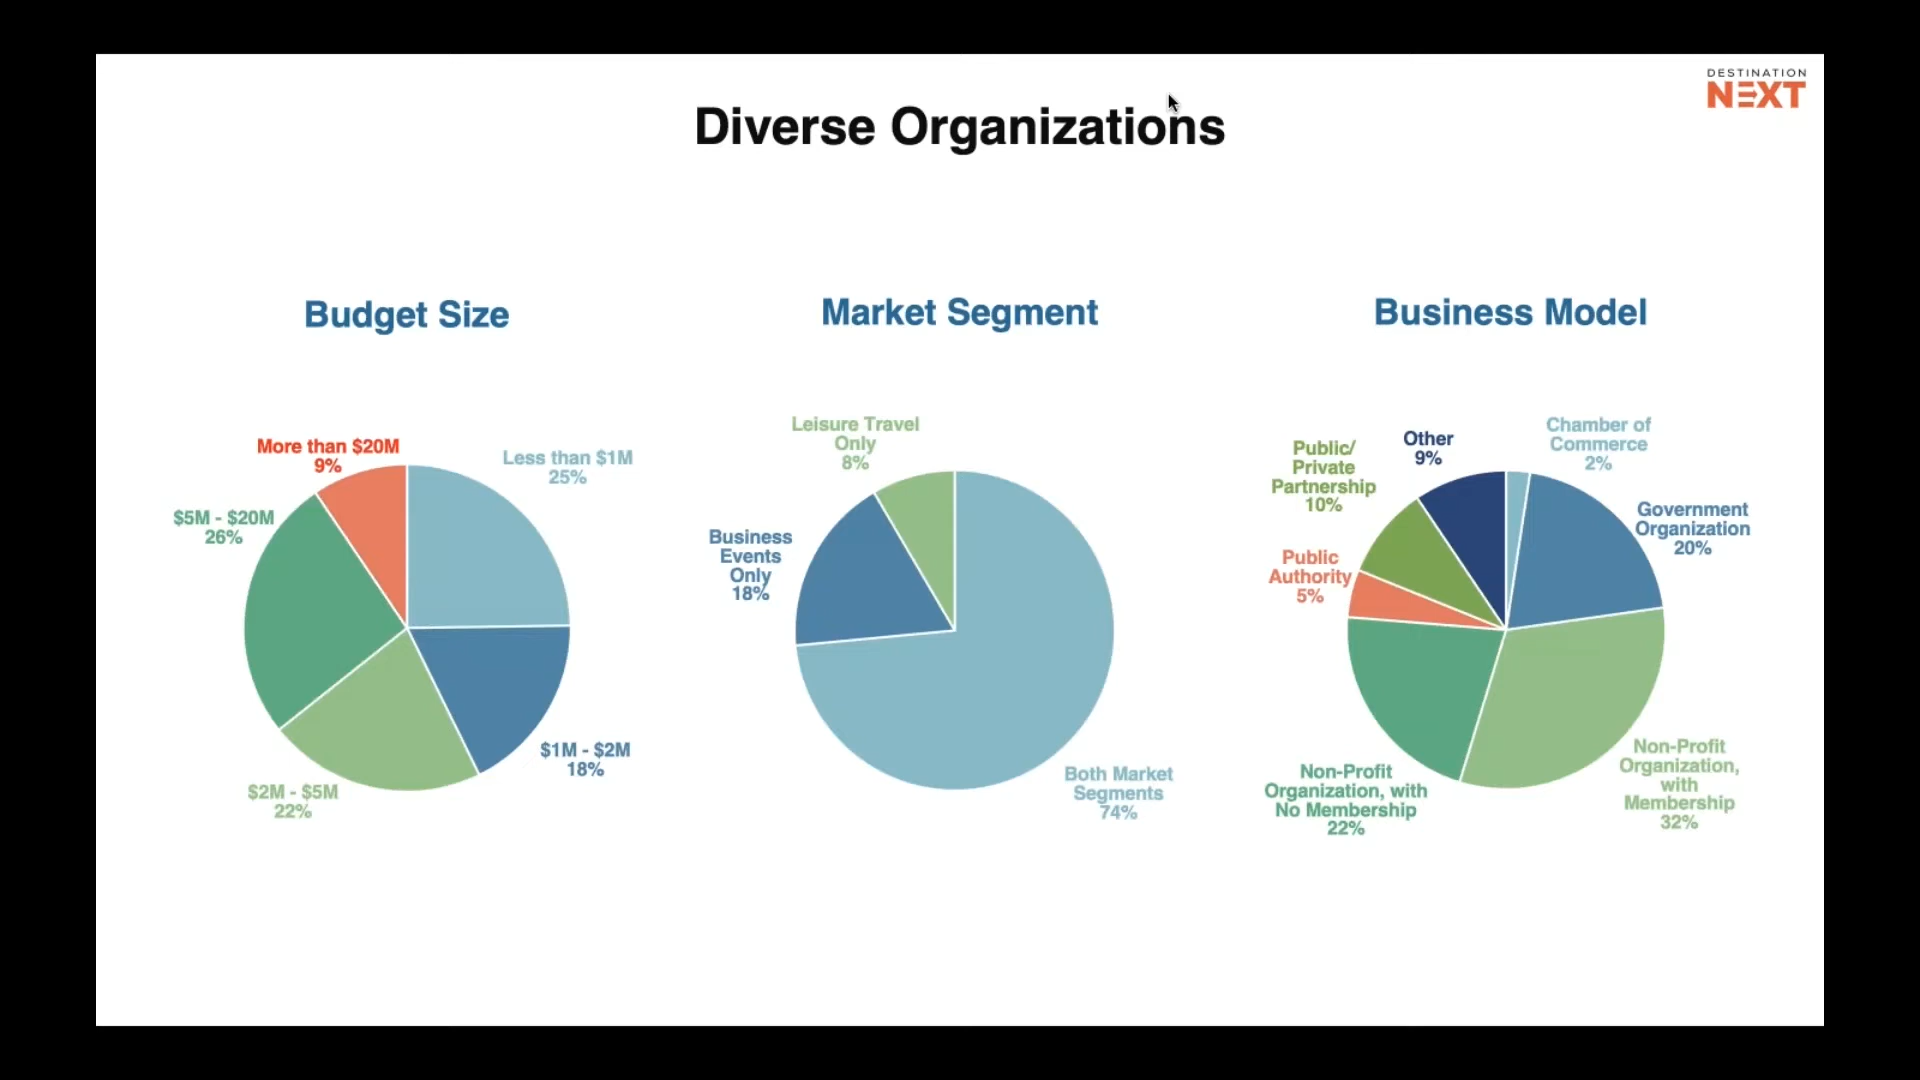 DESTINATION
NEXT
Diverse Organizations
Budget Size
More than $20M
9%
Less than $1M
25%
$5M - $20M
26%
$1M - $2M
18%
$2M - $5M
22%
Market Segment
Leisure Travel
Only
8%
Business
Events
Only
18%
Both Market
Segments
74%
Business Model
Chamber of
Commerce
2%
Other
9%
Public/
Private
Partnership
10%
Government
Organization
20%
Public
Authority
5%
Non-Profit
Organization,
with
Membership
32%
Non-Profit
Organization, with
No Membership
22%